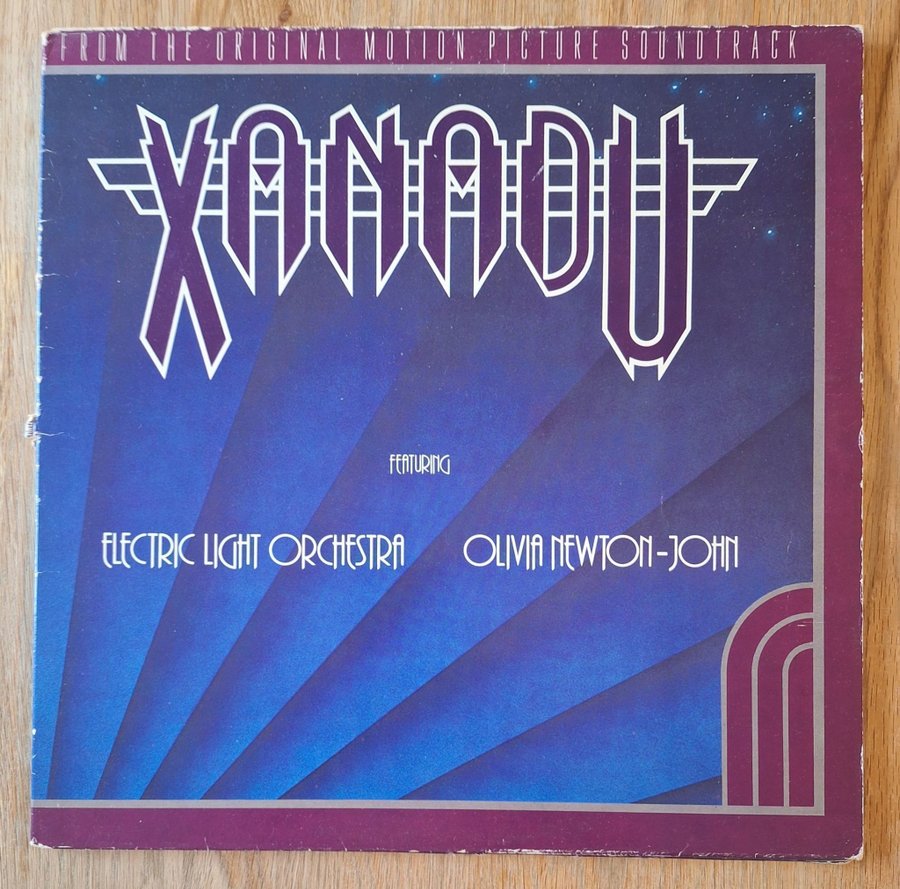 FROM THE ORIGINAL MOTION PICTURE SOUNDTRACK
XANADU
FEATURING
ELECTRIC LIGHT ORCHESTRA OLIVIA NEWTON-JOHN